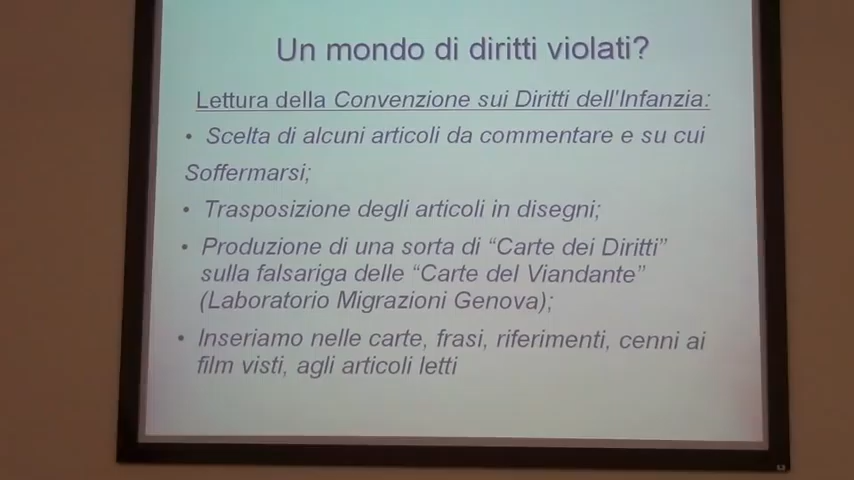 Un mondo di diritti violati?
Lettura della Convenzione sui Diritti dell'Infanzia:
• Scelta di alcuni articoli da commentare e su cui
Soffermarsi;
• Trasposizione degli articoli in disegni;
• Produzione di una sorta di “Carte dei Diritti”
sulla falsariga delle “Carte del Viandante”
(Laboratorio Migrazioni Genova);
• Inseriamo nelle carte, frasi, riferimenti, cenni ai
film visti, agli articoli letti